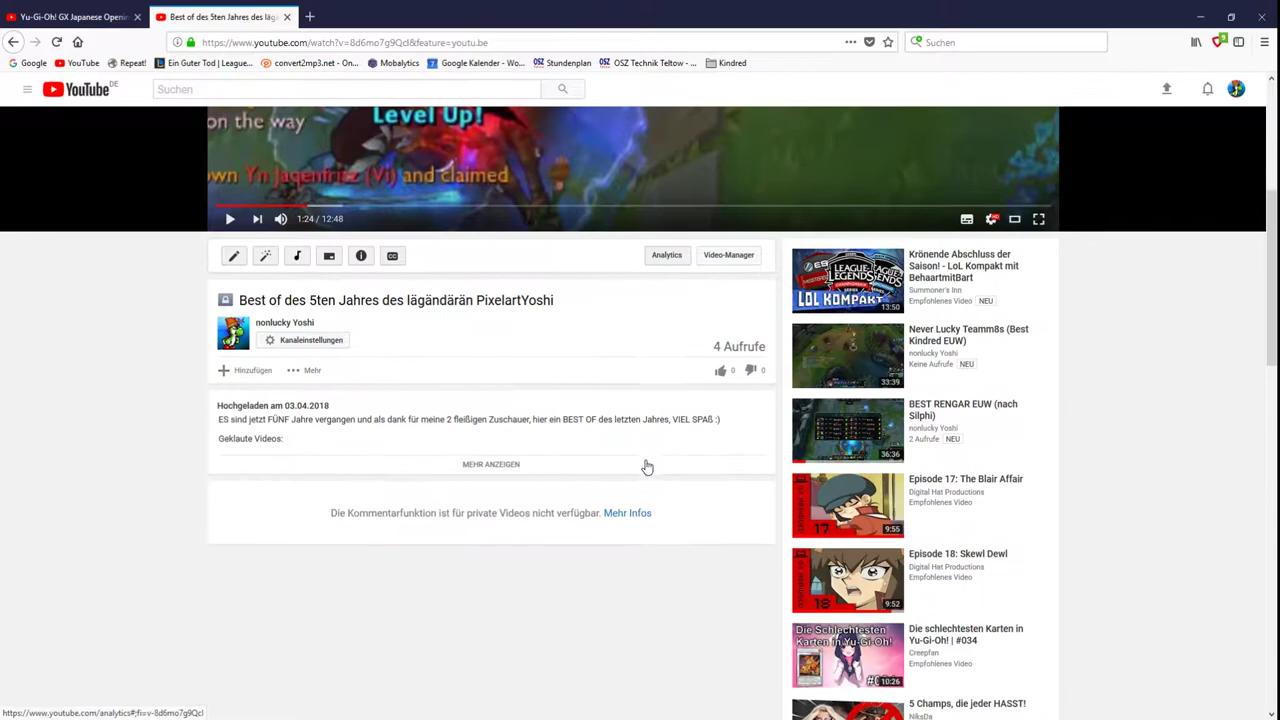 Yu-Gi-Oh! GX Japanese Openin
Best of des 5ten Jahres des läg
https://www.youtube.com/watch?v=8d6mo7g9QcI&feature=youtu.be
Suchen
Google
YouTube
Repeat!
Ein Guter Tod | League...
convert2mp3.net - On...
Mobalytics
Google Kalender - Wo...
Stundenplan
OSZ Technik Teltow - ...
Kindred
YouTube DE
Suchen
on the way
Level Up!
own Yn Jagenfritz (Vi) and claimed
1:24 / 12:48
HD
CC
Analytics
Video-Manager
Best of des 5ten Jahres des lägändärän PixelartYoshi
nonlucky Yoshi
Kanaleinstellungen
4 Aufrufe
Hinzufügen
Mehr
0
0
Hochgeladen am 03.04.2018
ES sind jetzt FÜNF Jahre vergangen und als dank für meine 2 fleißigen Zuschauer, hier ein BEST OF des letzten Jahres, VIEL SPAß :)
Geklaute Videos:
MEHR ANZEIGEN
Die Kommentarfunktion ist für private Videos nicht verfügbar. Mehr Infos
LEAGUE
LOL KOMPAKT
13:50
Krönende Abschluss der
Saison! - LoL Kompakt mit
BehaartmitBart
Summoner's Inn
Empfohlenes Video
NEU
33:39
Never Lucky Teamm8s (Best
Kindred EUW)
nonlucky Yoshi
Keine Aufrufe
NEU
36:36
BEST RENGAR EUW (nach
Silphi)
nonlucky Yoshi
2 Aufrufe
NEU
17
9:55
Episode 17: The Blair Affair
Digital Hat Productions
Empfohlenes Video
18
9:52
Episode 18: Skewl Dewl
Digital Hat Productions
Empfohlenes Video
Die Schlechtesten
Karten in Yu-Gi-Oh!
10:26
Die schlechtesten Karten in
Yu-Gi-Oh! | #034
Creepfan
Empfohlenes Video
5 Champs, die jeder HASST!
NiksDa
https://www.youtube.com/analytics#;fi=v-8d6mo7g9QcI